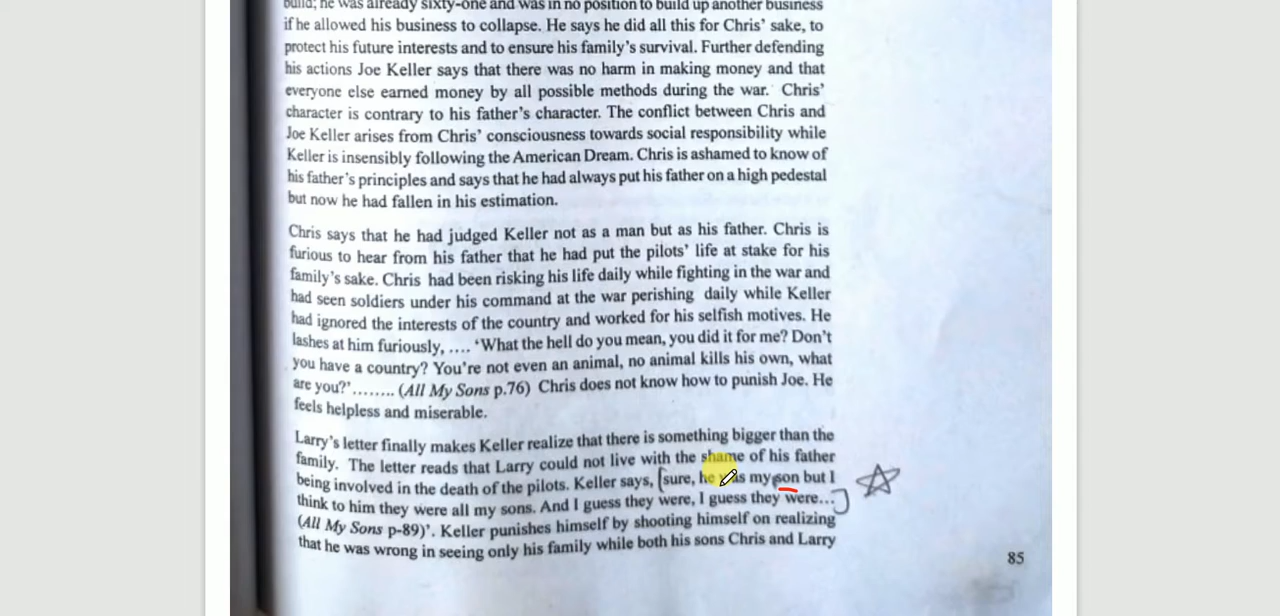 build; he was already sixty-one and was in no position to build up another business
if he allowed his business to collapse. He says he did all this for Chris' sake, to
protect his future interests and to ensure his family's survival. Further defending
his actions Joe Keller says that there was no harm in making money and that
everyone else earned money by all possible methods during the war. Chris'
character is contrary to his father's character. The conflict between Chris and
Joe Keller arises from Chris' consciousness towards social responsibility while
Keller is insensibly following the American Dream. Chris is ashamed to know of
his father's principles and says that he had always put his father on a high pedestal
but now he had fallen in his estimation.
Chris says that he had judged Keller not as a man but as his father. Chris is
furious to hear from his father that he had put the pilots' life at stake for his
family's sake. Chris had been risking his life daily while fighting in the war and
had seen soldiers under his command at the war perishing daily while Keller
had ignored the interests of the country and worked for his selfish motives. He
lashes at him furiously, .... 'What the hell do you mean, you did it for me? Don't
you have a country? You're not even an animal, no animal kills his own, what
are you?'........ (All My Sons p.76) Chris does not know how to punish Joe. He
feels helpless and miserable.
Larry's letter finally makes Keller realize that there is something bigger than the
family. The letter reads that Larry could not live with the shame of his father
being involved in the death of the pilots. Keller says, [sure, he was my son but I
think to him they were all my sons. And I guess they were, I guess they were...]
(All My Sons p-89)'. Keller punishes himself by shooting himself on realizing
that he was wrong in seeing only his family while both his sons Chris and Larry
85